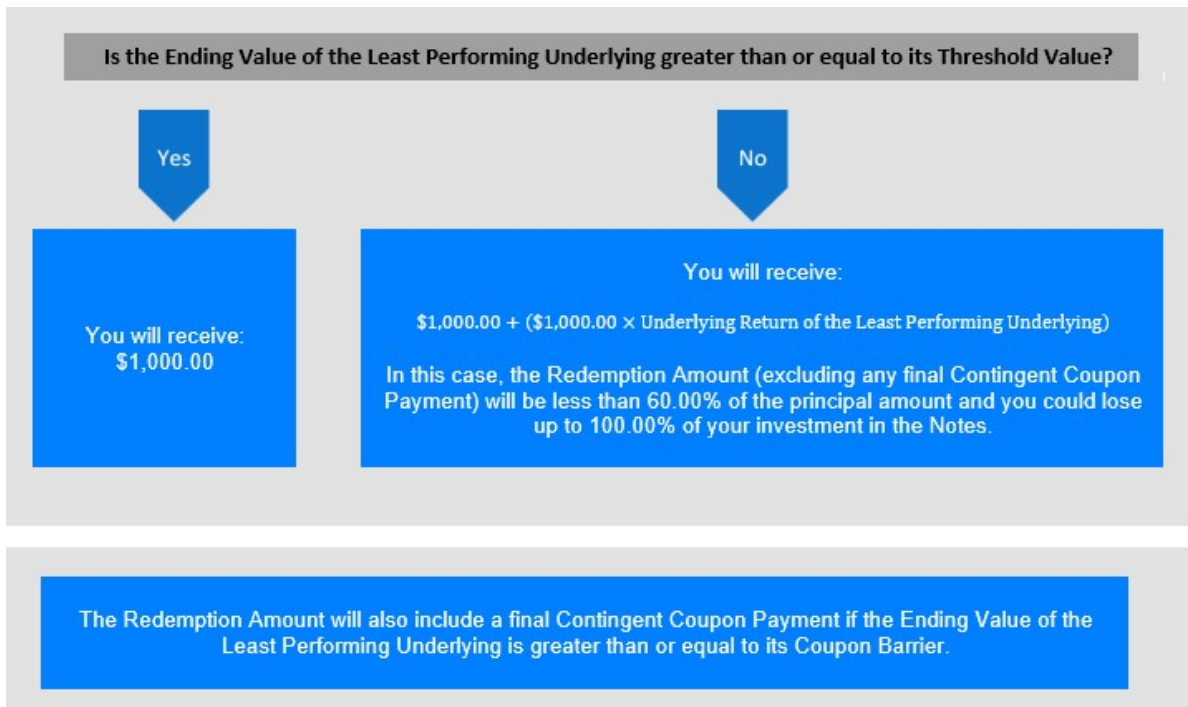 Is the Ending Value of the Least Performing Underlying greater than or equal to its Threshold Value?
Yes
No
You will receive:
$1,000.00
You will receive:
$1,000.00 + ($1,000.00 × Underlying Return of the Least Performing Underlying)
In this case, the Redemption Amount (excluding any final Contingent Coupon
Payment) will be less than 60.00% of the principal amount and you could lose
up to 100.00% of your investment in the Notes.
The Redemption Amount will also include a final Contingent Coupon Payment if the Ending Value of the
Least Performing Underlying is greater than or equal to its Coupon Barrier.